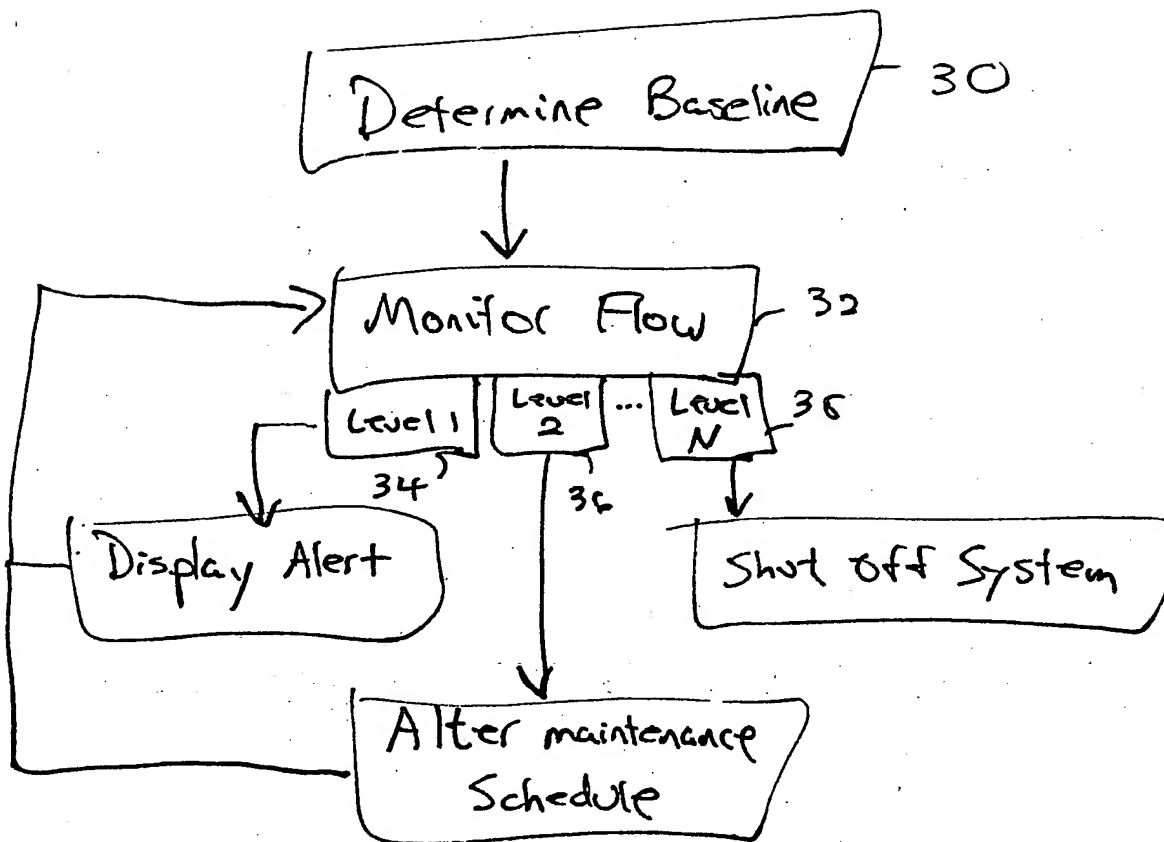 Determine Baseline
30
Monitor Flow
32
Level 1
Level
2
...
Level
N
34
36
38
Display Alert
Shut off System
Alter maintenance
Schedule